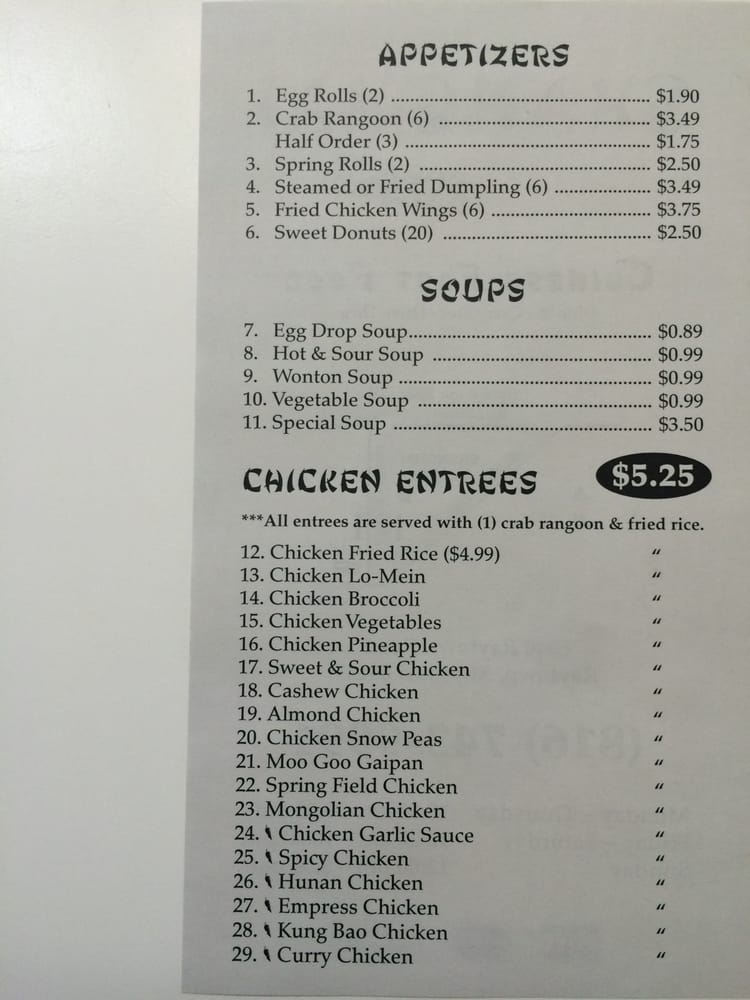 APPETIZERS
1. Egg Rolls (2) ................................................ $1.90
2. Crab Rangoon (6) ........................................ $3.49
Half Order (3) .............................................. $1.75
3. Spring Rolls (2) ........................................... $2.50
4. Steamed or Fried Dumpling (6) .................. $3.49
5. Fried Chicken Wings (6) .............................. $3.75
6. Sweet Donuts (20) ....................................... $2.50
SOUPS
7. Egg Drop Soup............................................. $0.89
8. Hot & Sour Soup ......................................... $0.99
9. Wonton Soup ............................................... $0.99
10. Vegetable Soup ........................................... $0.99
11. Special Soup ................................................ $3.50
CHICKEN ENTREES $5.25
***All entrees are served with (1) crab rangoon & fried rice.
12. Chicken Fried Rice ($4.99) "
13. Chicken Lo-Mein "
14. Chicken Broccoli "
15. Chicken Vegetables "
16. Chicken Pineapple "
17. Sweet & Sour Chicken "
18. Cashew Chicken "
19. Almond Chicken "
20. Chicken Snow Peas "
21. Moo Goo Gaipan "
22. Spring Field Chicken "
23. Mongolian Chicken "
24. Chicken Garlic Sauce "
25. Spicy Chicken "
26. Hunan Chicken "
27. Empress Chicken "
28. Kung Bao Chicken "
29. Curry Chicken "